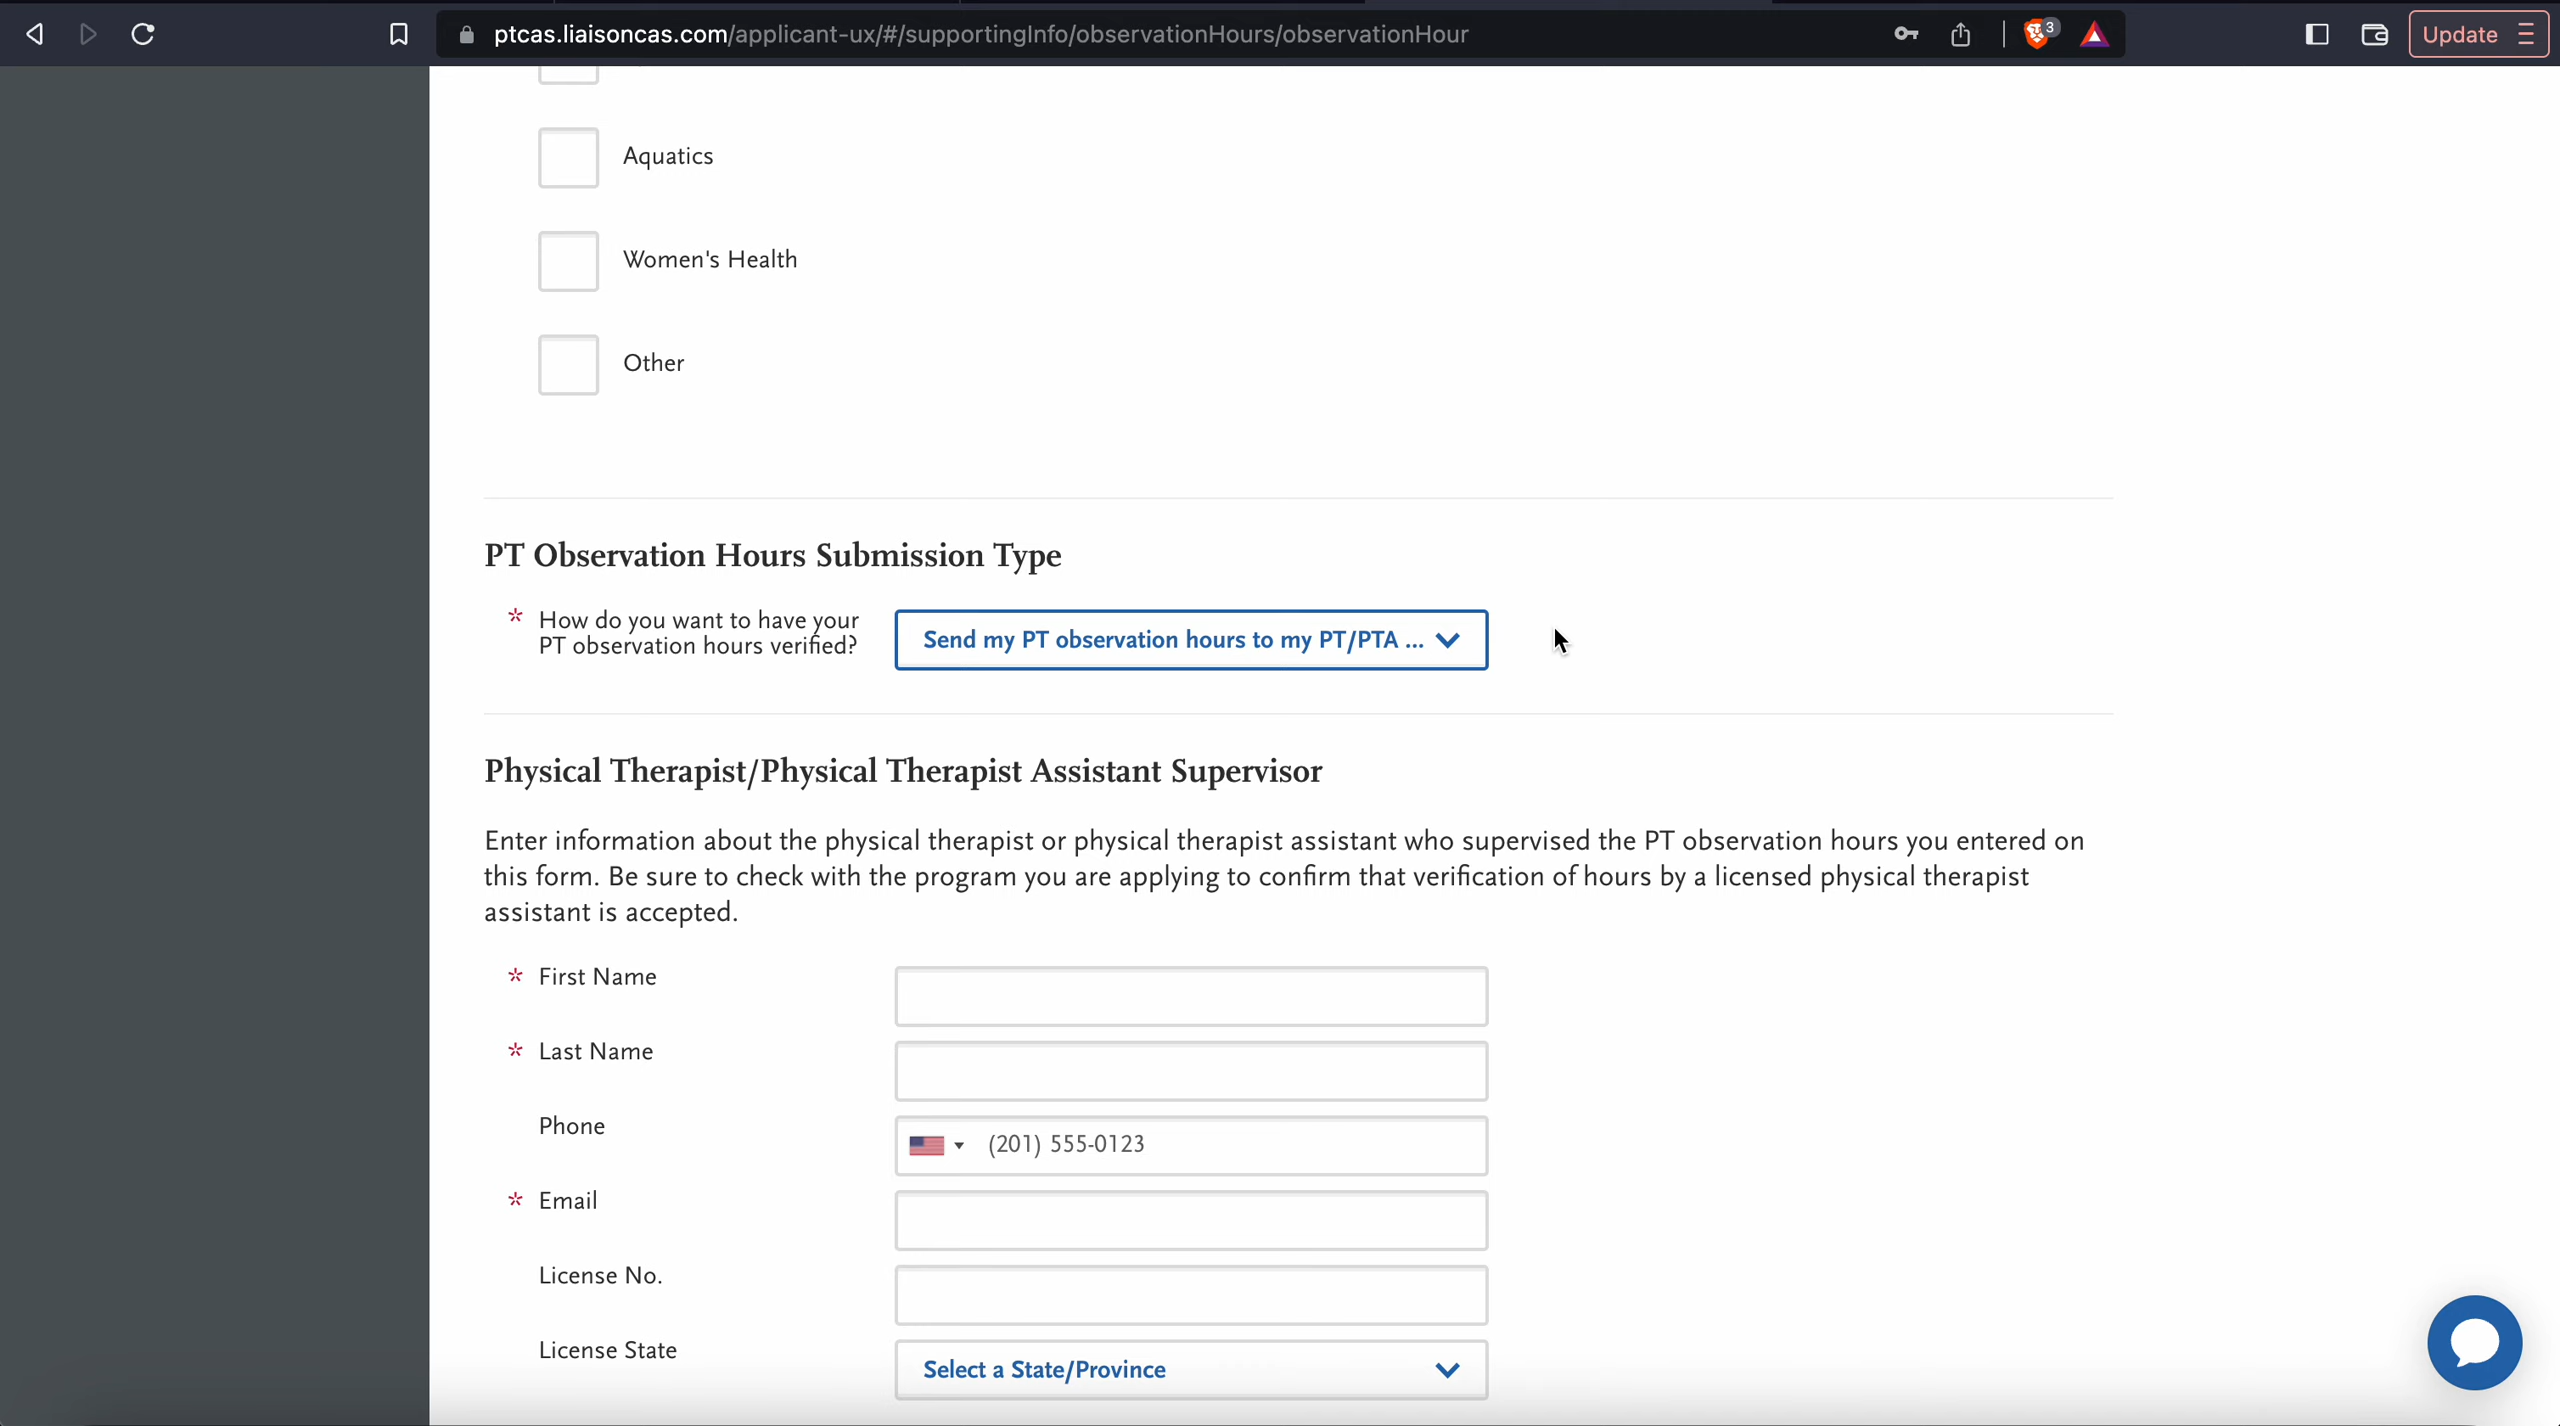 ptcas.liaisoncas.com/applicant-ux/#/supportingInfo/observationHours/observationHour
3
Update
Aquatics
Women's Health
Other
PT Observation Hours Submission Type
* How do you want to have your
PT observation hours verified?
Send my PT observation hours to my PT/PTA ...
Physical Therapist/Physical Therapist Assistant Supervisor
Enter information about the physical therapist or physical therapist assistant who supervised the PT observation hours you entered on
this form. Be sure to check with the program you are applying to confirm that verification of hours by a licensed physical therapist
assistant is accepted.
* First Name
* Last Name
Phone
(201) 555-0123
* Email
License No.
License State
Select a State/Province